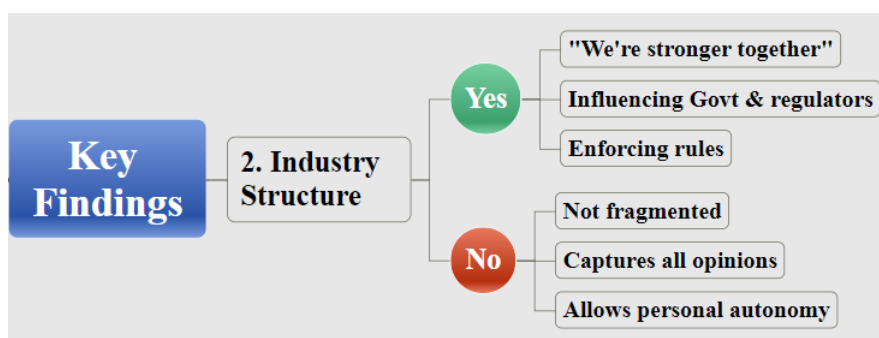 Key
Findings
2. Industry
Structure
Yes
"We're stronger together"
Influencing Govt & regulators
Enforcing rules
No
Not fragmented
Captures all opinions
Allows personal autonomy